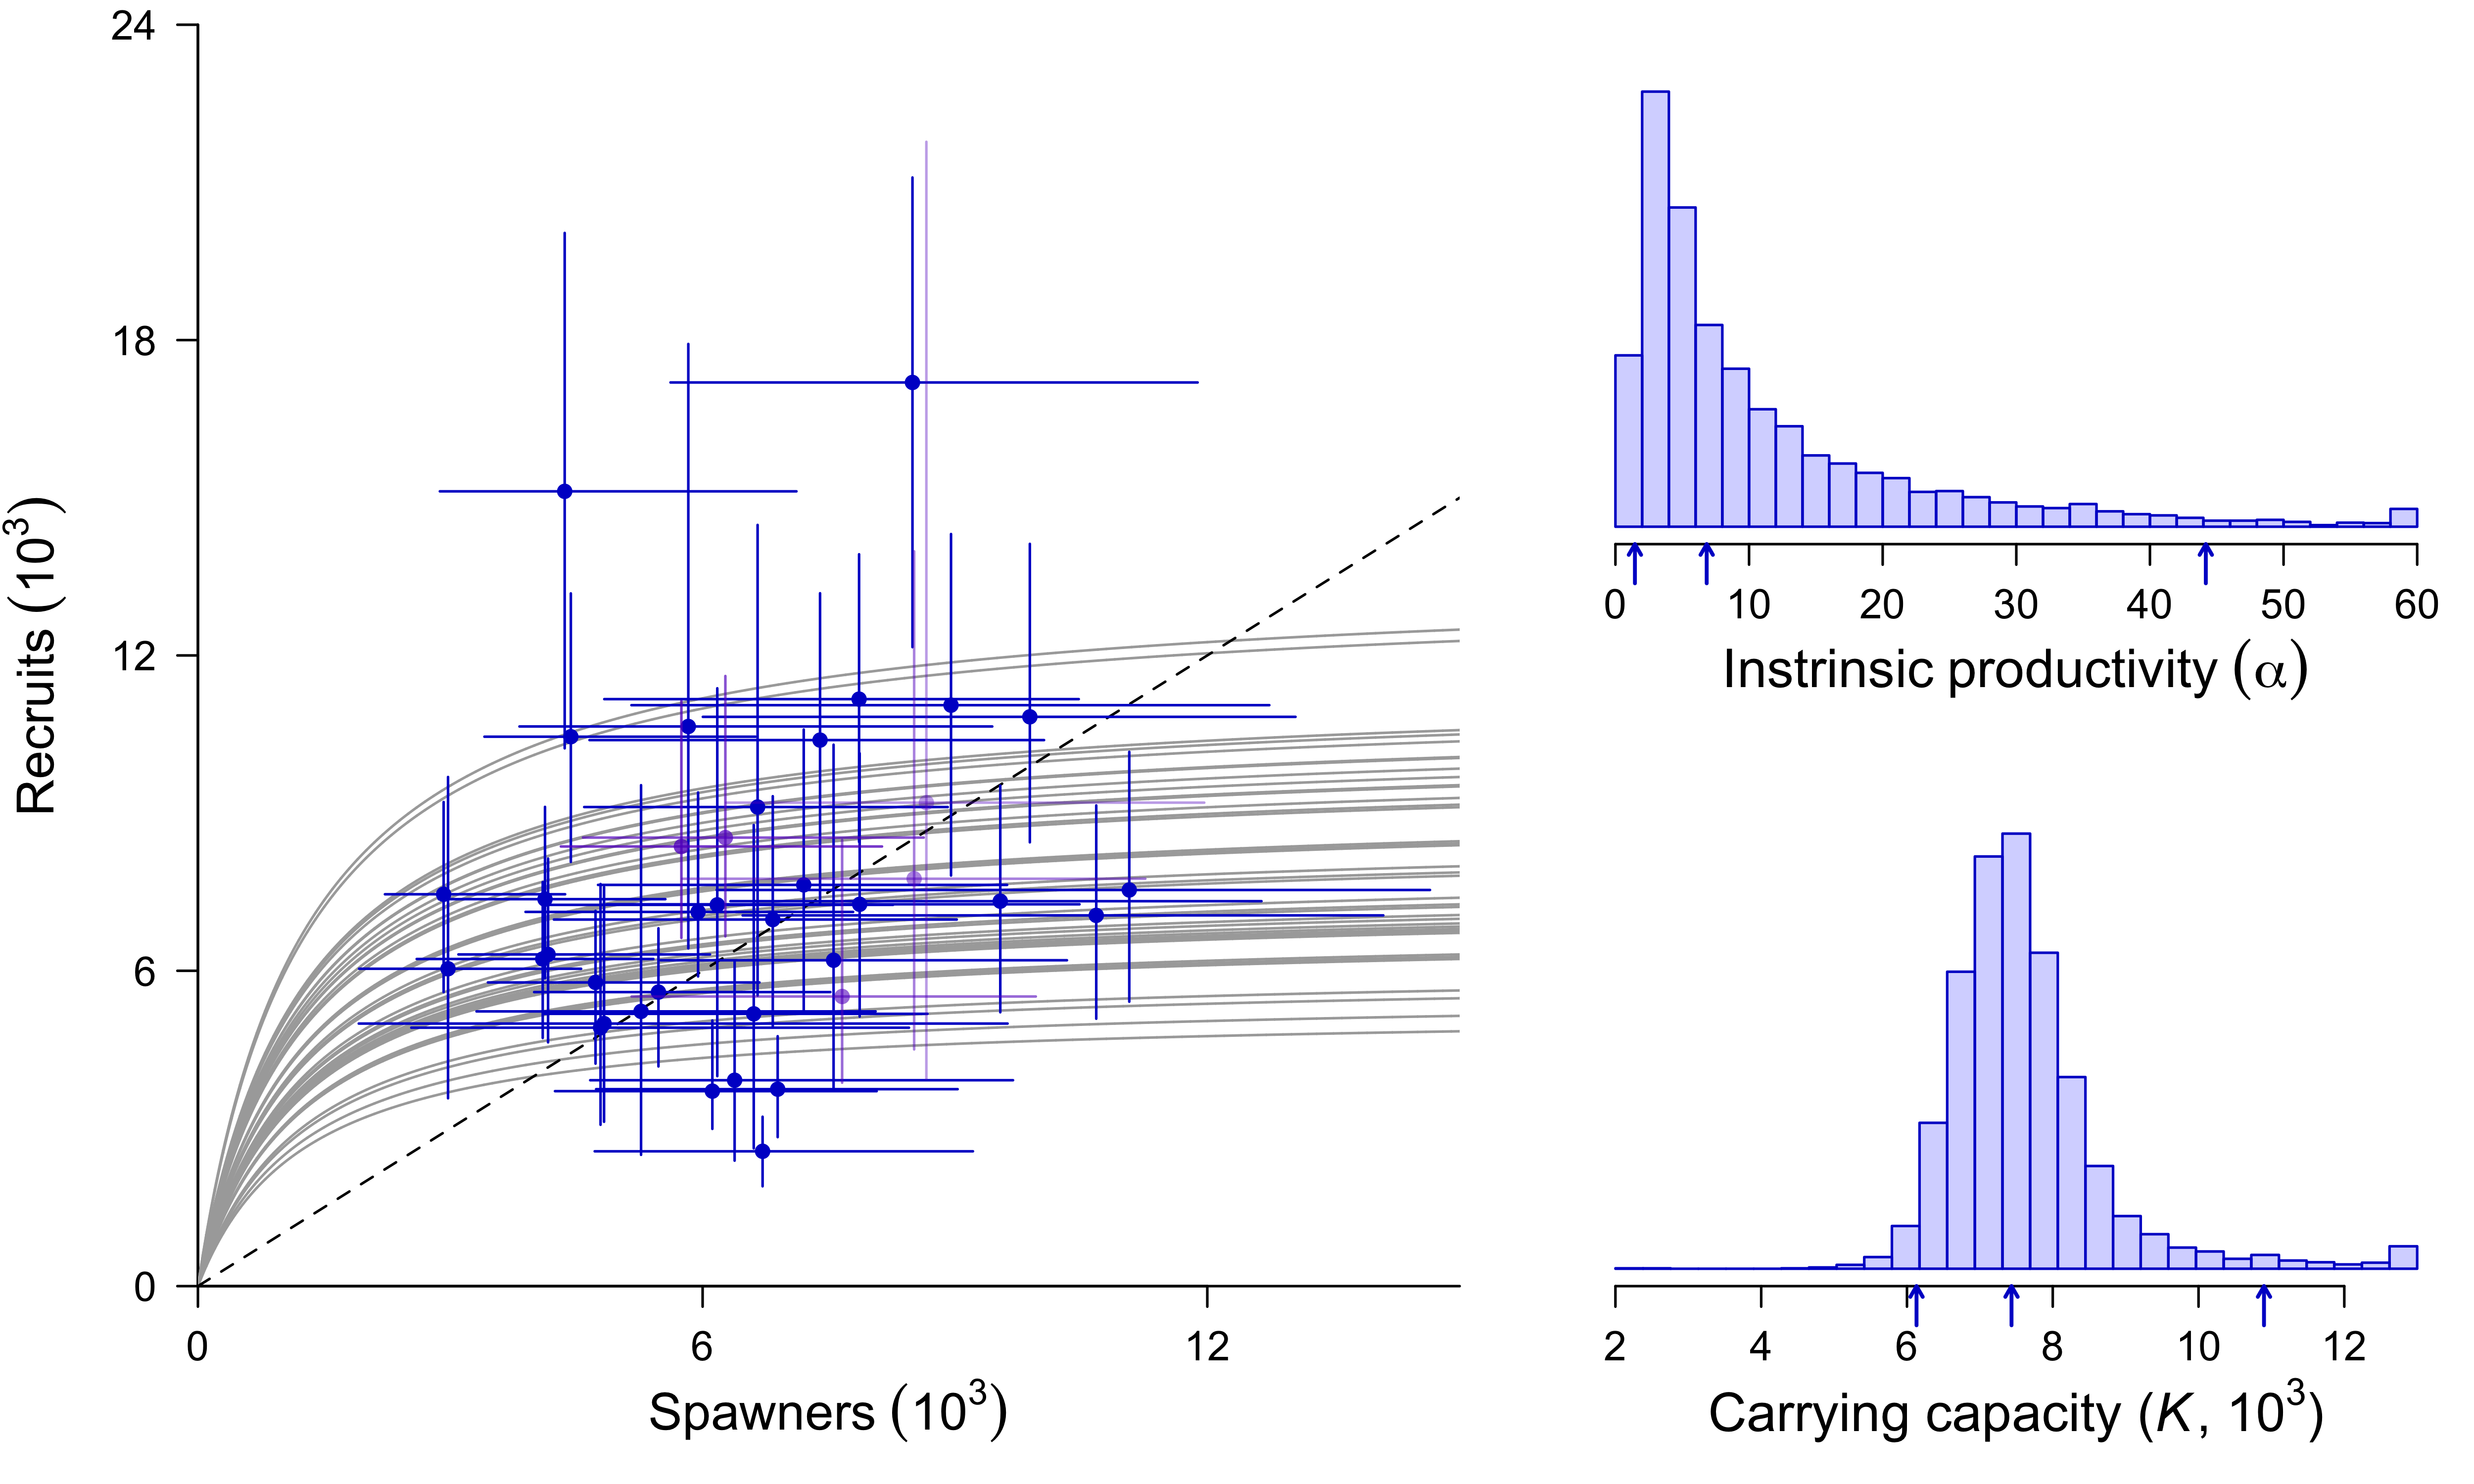 24
18
12
6
0
Recruits (10³)
0 6 12
Spawners (10³)
0 10 20 30 40 50 60
Instrinsic productivity (α)
2 4 6 8 10 12
Carrying capacity (K, 10³)